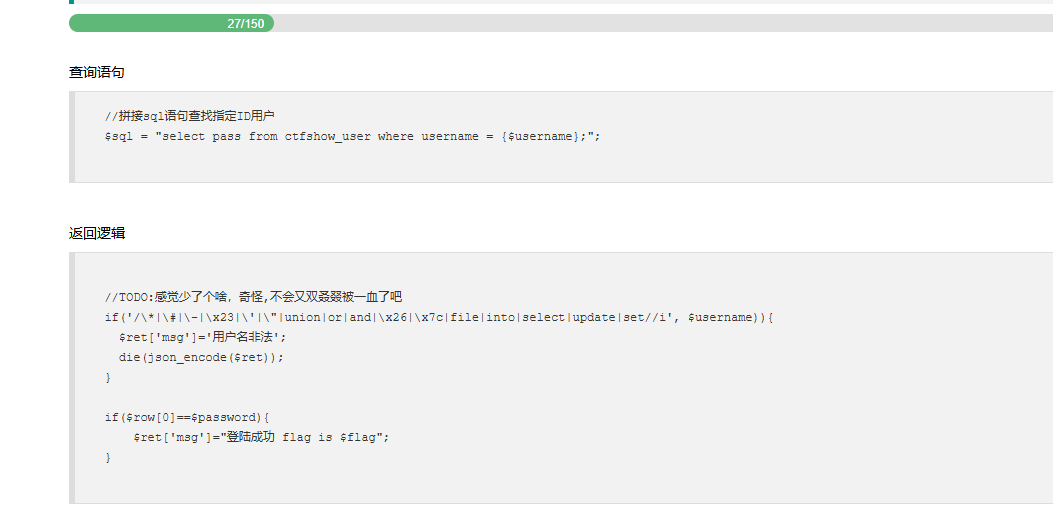 27/150
查询语句
//拼接sql语句查找指定ID用户
$sql = "select pass from ctfshow_user where username = {$username};";
返回逻辑
//TODO:感觉少了个啥，奇怪,不会又双叒叕被一血了吧
if('/\*|\#|\-|\x23|\'|\"|union|or|and|\x26|\x7c|file|into|select|update|set//i', $username)){
$ret['msg']='用户名非法';
die(json_encode($ret));
}
if($row[0]==$password){
$ret['msg']="登陆成功 flag is $flag";
}